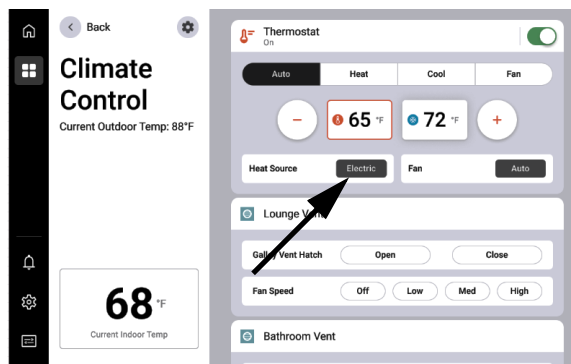 Back
Climate
Control
Current Outdoor Temp: 88°F
68 °F
Current Indoor Temp
Thermostat
On
Auto Heat Cool Fan
− 65 °F 72 °F +
Heat Source Electric Fan Auto
Lounge Vent
Galley Vent Hatch Open Close
Fan Speed Off Low Med High
Bathroom Vent